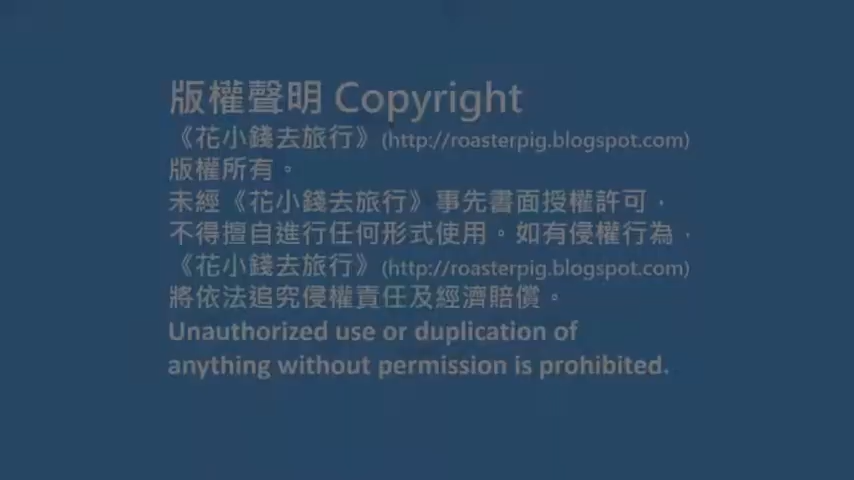 版權聲明 Copyright
《花小錢去旅行》(http://roasterpig.blogspot.com)
版權所有。
未經《花小錢去旅行》事先書面授權許可，
不得擅自進行任何形式使用。如有侵權行為，
《花小錢去旅行》(http://roasterpig.blogspot.com)
將依法追究侵權責任及經濟賠償。
Unauthorized use or duplication of
anything without permission is prohibited.